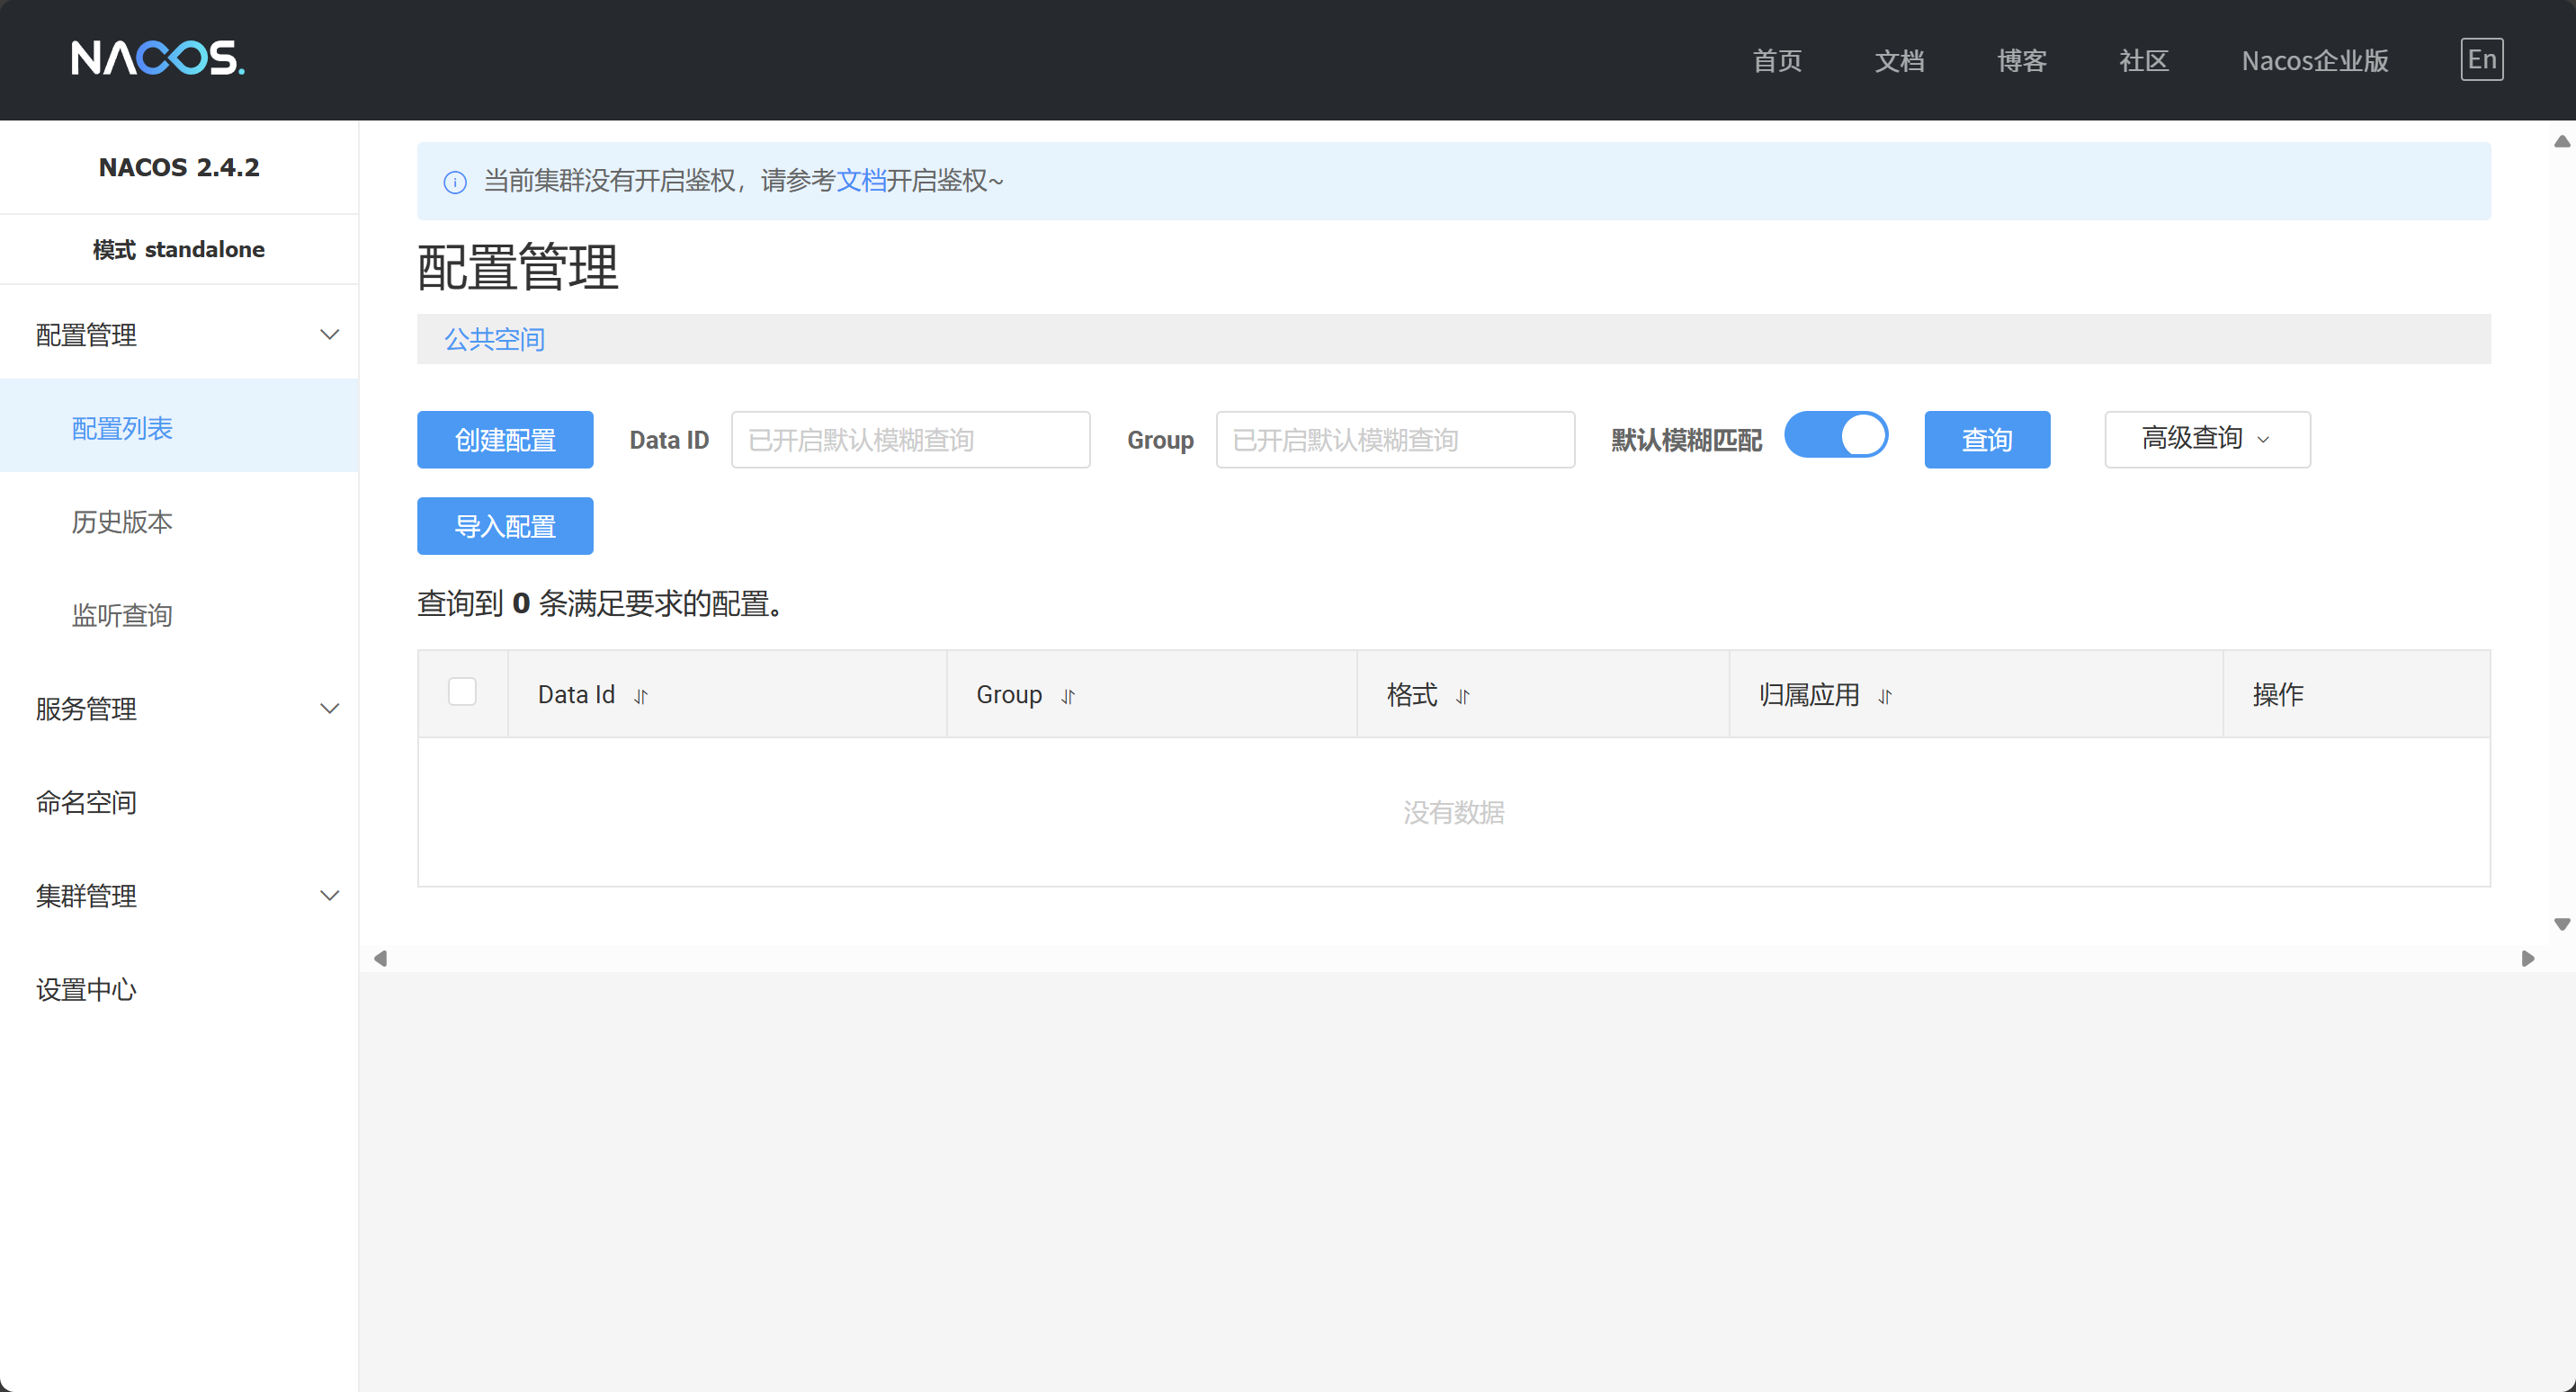 NACOS.
首页 文档 博客 社区 Nacos企业版 En
NACOS 2.4.2
模式 standalone
配置管理
配置列表
历史版本
监听查询
服务管理
命名空间
集群管理
设置中心
当前集群没有开启鉴权，请参考文档开启鉴权~
配置管理
公共空间
创建配置 Data ID 已开启默认模糊查询 Group 已开启默认模糊查询 默认模糊匹配 查询 高级查询
导入配置
查询到 0 条满足要求的配置。
Data Id Group 格式 归属应用 操作
没有数据